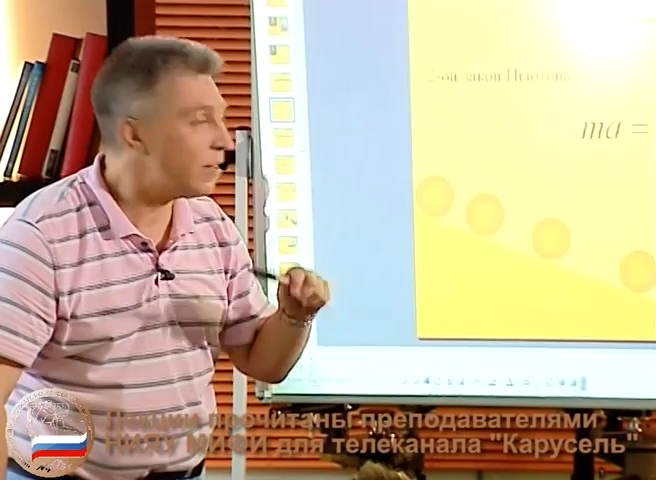 2-ой закон Ньютона
ma =
Лекции прочитаны преподавателями
НИЯУ МИФИ для телеканала "Карусель"